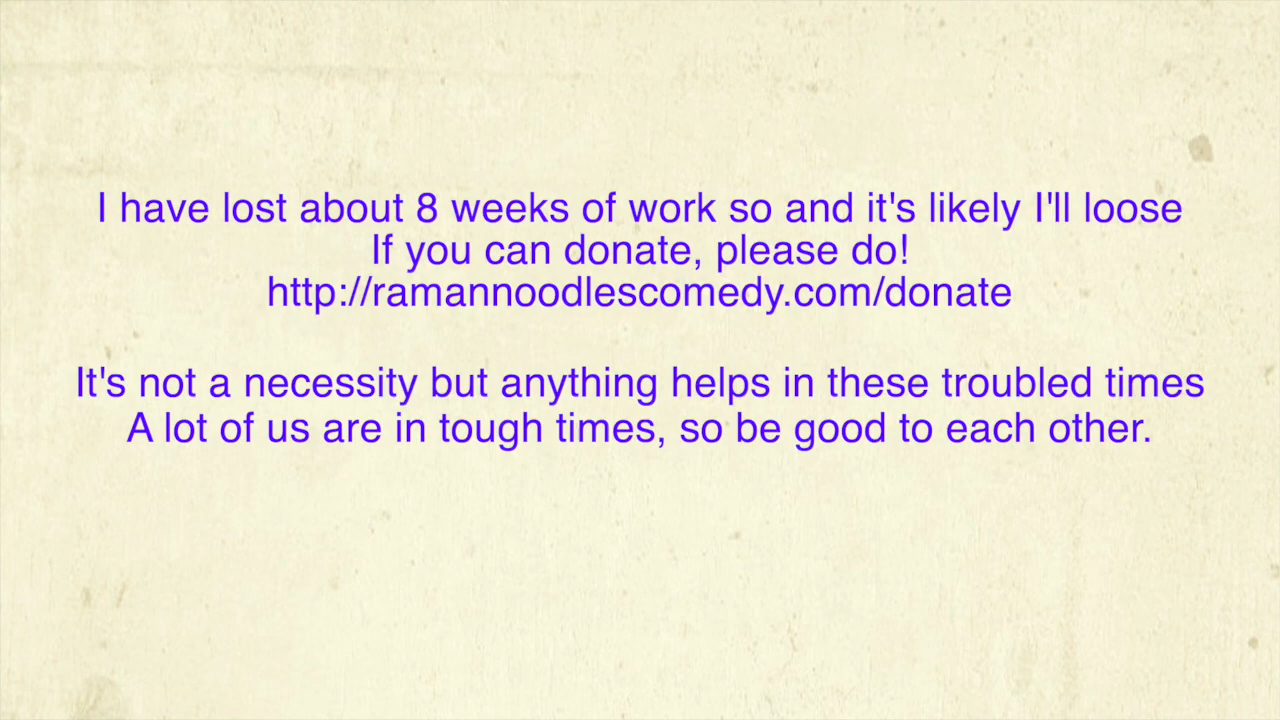 I have lost about 8 weeks of work so and it's likely I'll loose
If you can donate, please do!
http://ramannoodlescomedy.com/donate
It's not a necessity but anything helps in these troubled times
A lot of us are in tough times, so be good to each other.